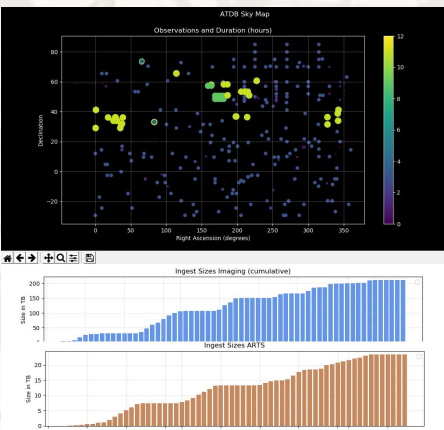 ATDB Sky Map
Observations and Duration (hours)
12
10
8
6
4
2
0
80
60
40
20
0
−20
Declination
0 50 100 150 200 250 300 350
Right Ascension (degrees)
Ingest Sizes Imaging (cumulative)
200
150
100
50
Size in TB
Ingest Sizes ARTS
20
15
10
5
0
Size in TB